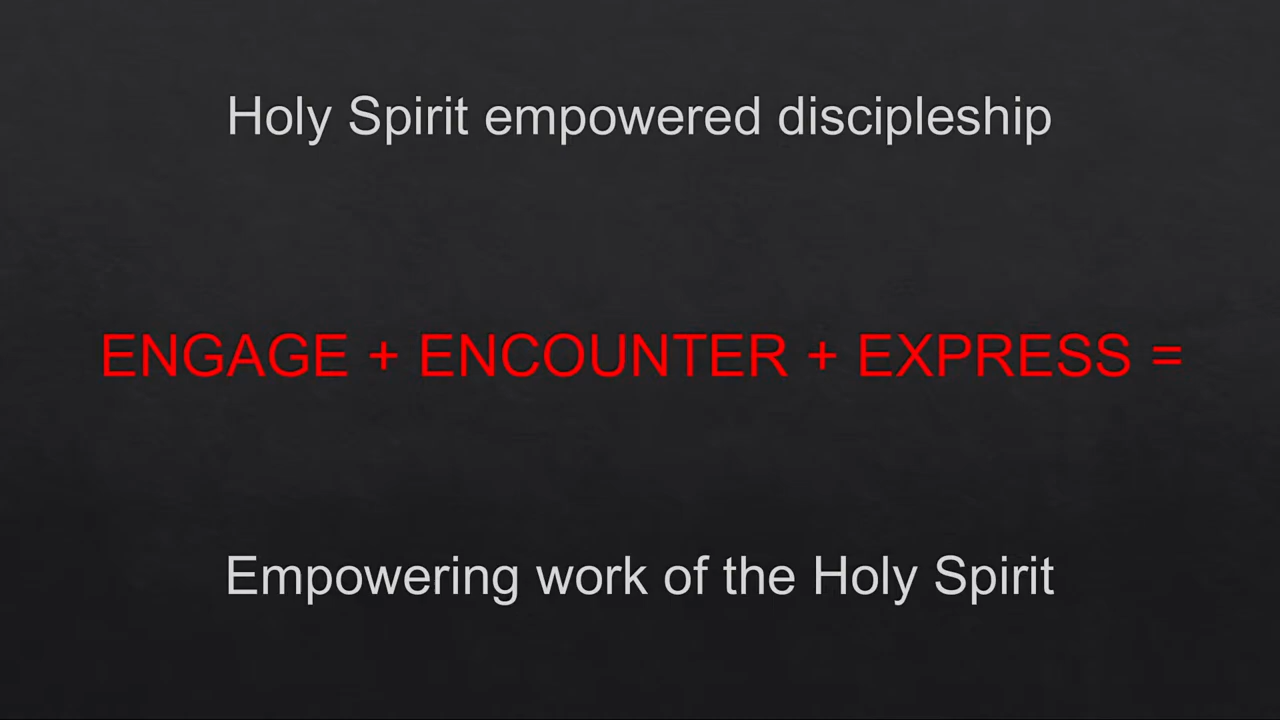 Holy Spirit empowered discipleship
ENGAGE + ENCOUNTER + EXPRESS =
Empowering work of the Holy Spirit